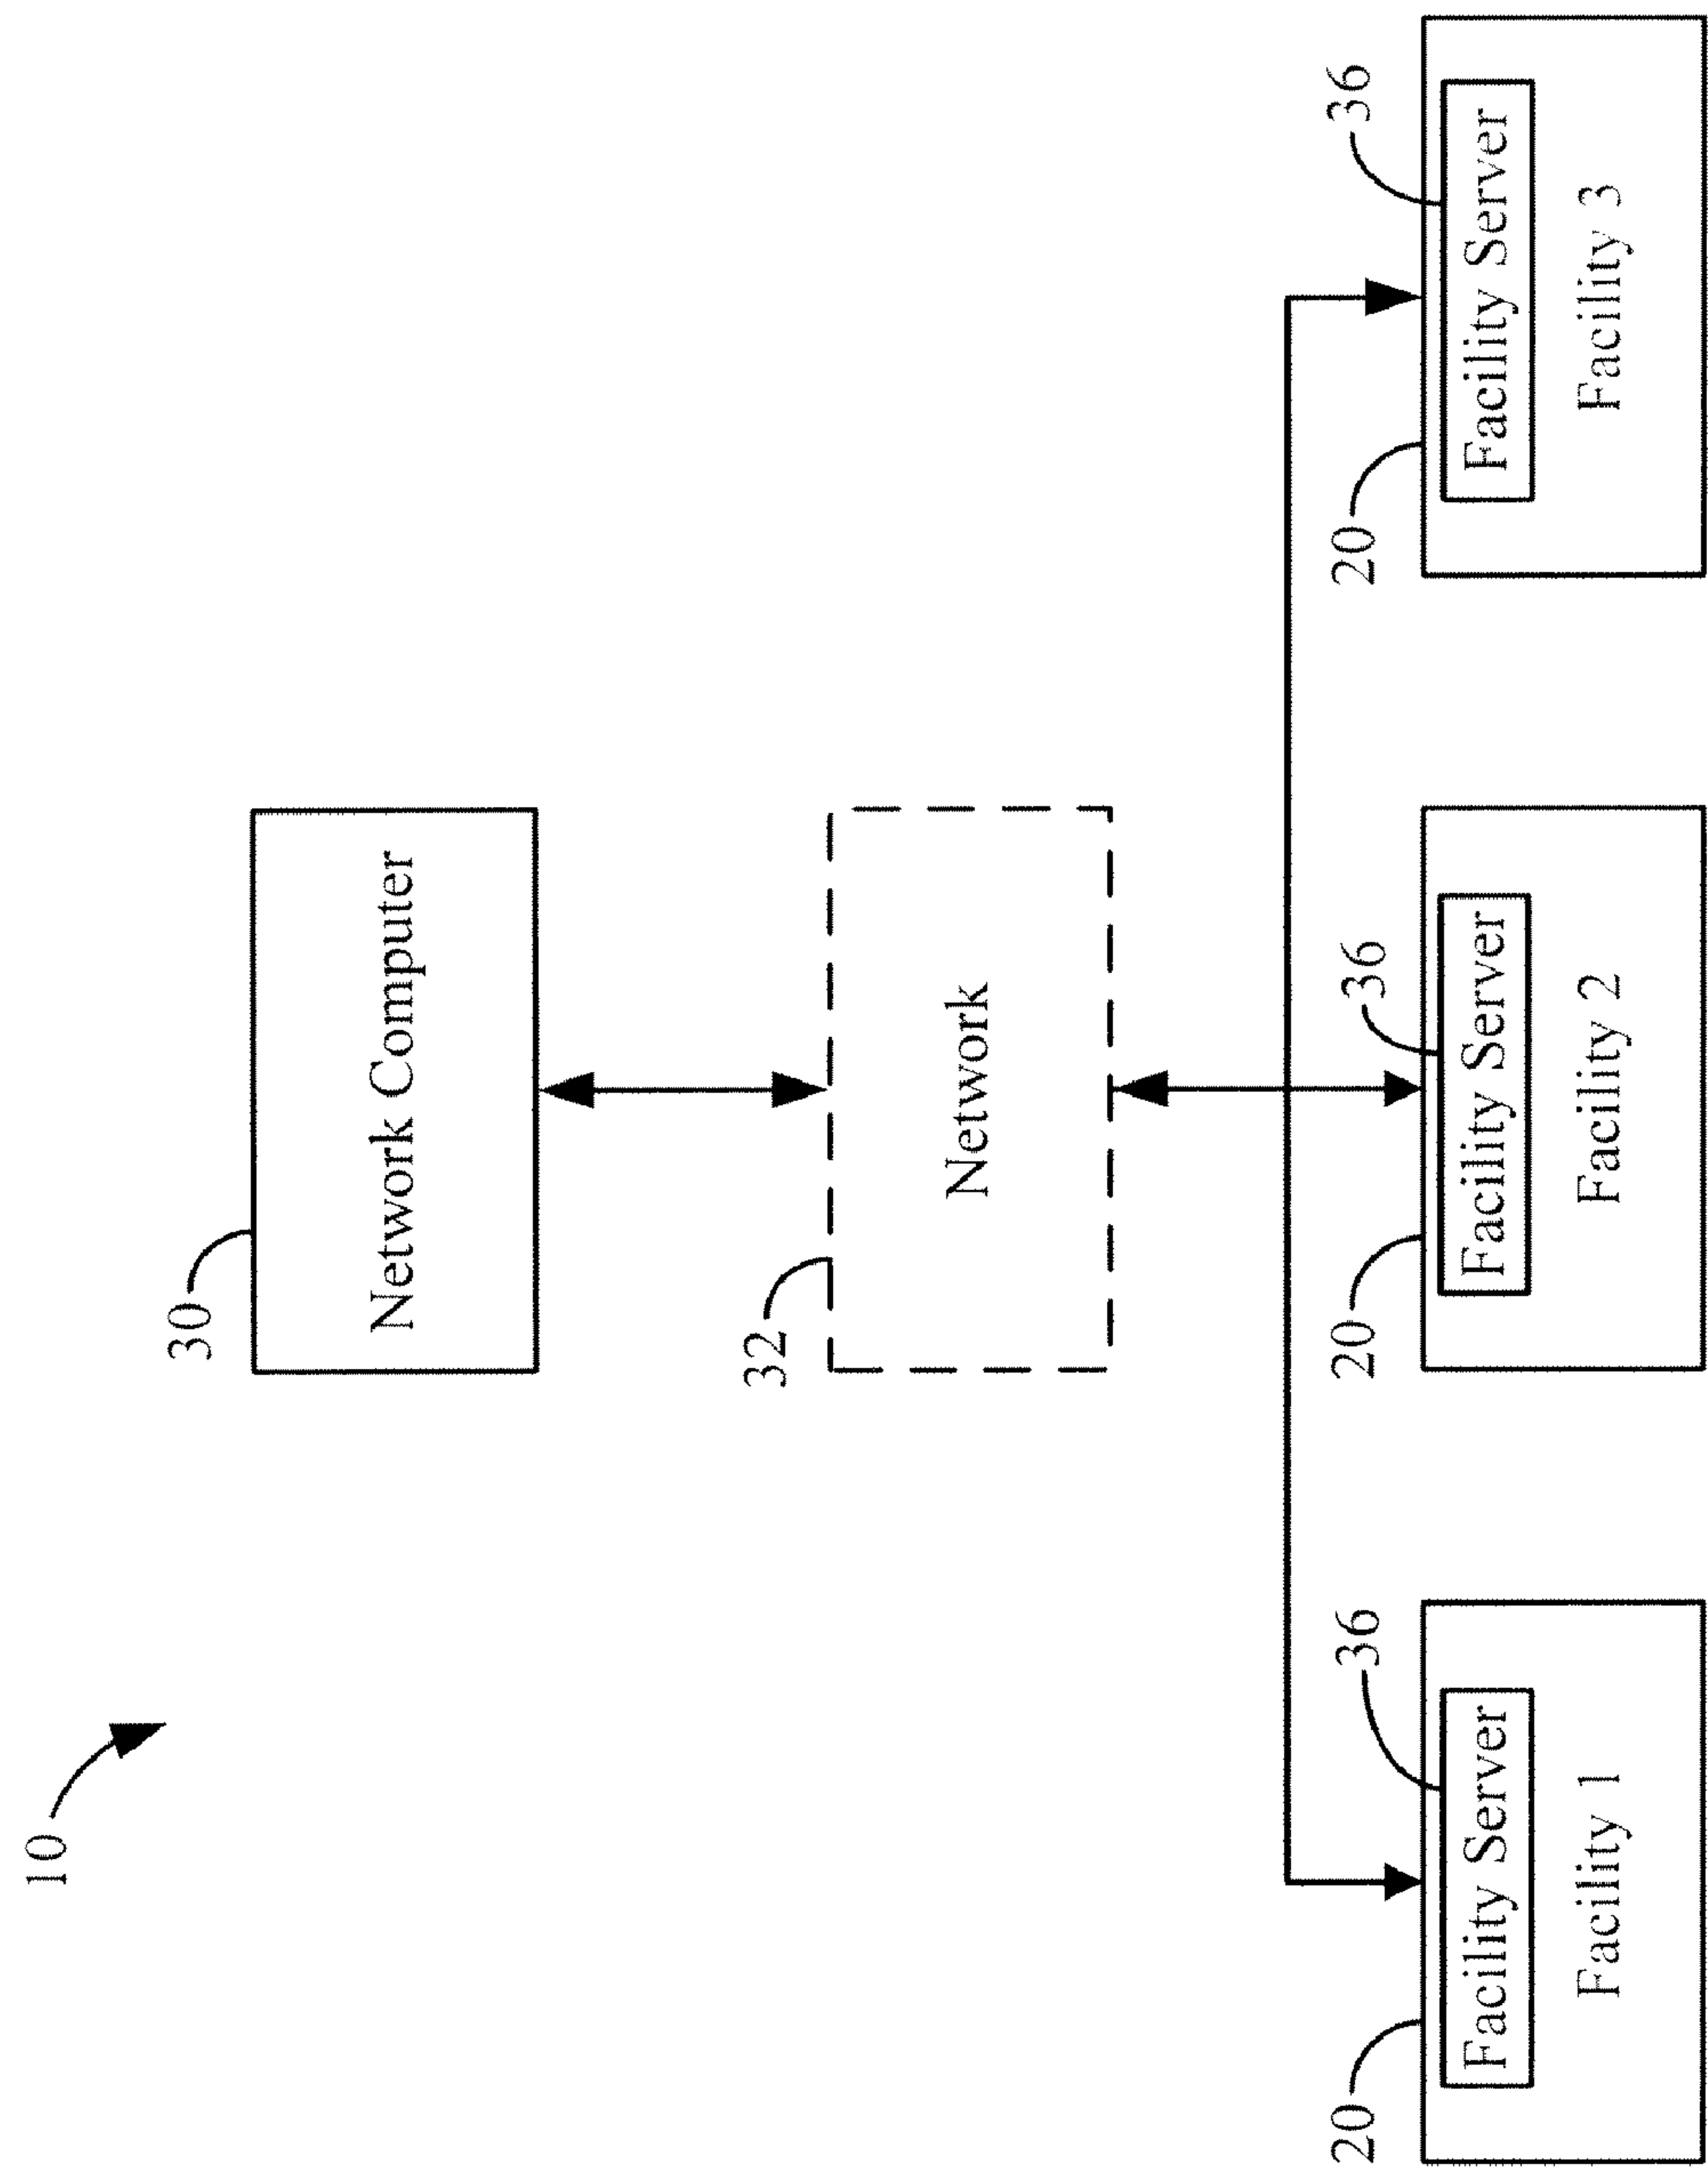 10
30
Network Computer
32
Network
20
36
Facility Server
Facility 1
20
36
Facility Server
Facility 2
20
36
Facility Server
Facility 3